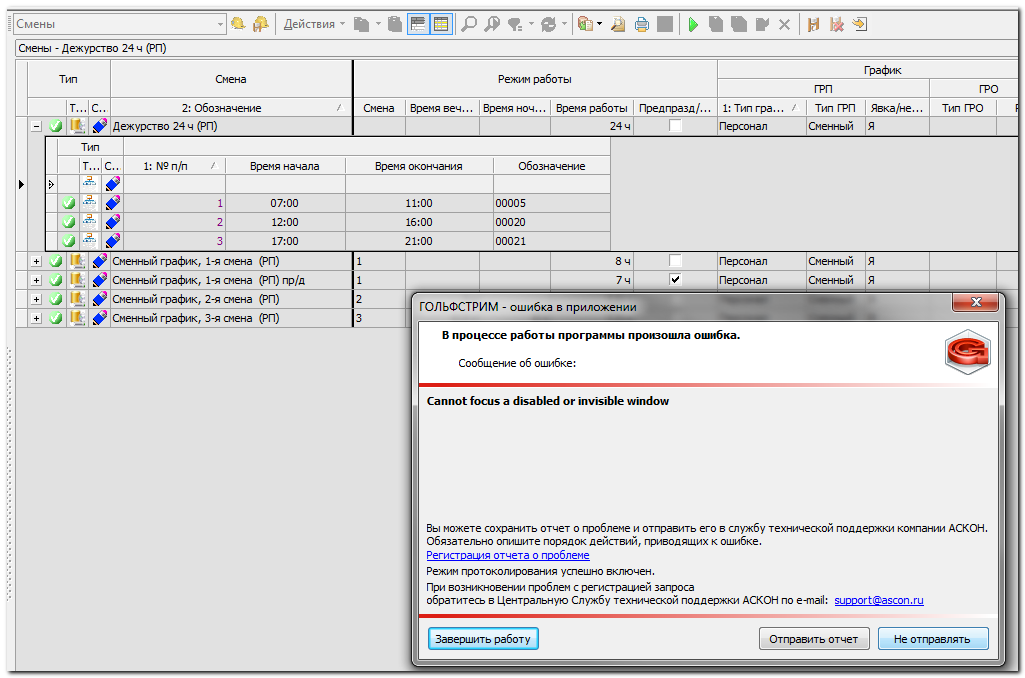 Смены
Действия
Смены - Дежурство 24 ч (РП)
Тип Смена Режим работы График
ГРП ГРО
Т... С... 2: Обозначение Смена Время веч... Время ноч... Время работы Предпразд/... 1: Тип гра... Тип ГРП Явка/не... Тип ГРО
Дежурство 24 ч (РП) 24 ч Персонал Сменный Я
Тип
Т... С... 1: № п/п Время начала Время окончания Обозначение
1 07:00 11:00 00005
2 12:00 16:00 00020
3 17:00 21:00 00021
Сменный график, 1-я смена (РП) 1 8 ч Персонал Сменный Я
Сменный график, 1-я смена (РП) пр/д 1 7 ч Персонал Сменный Я
Сменный график, 2-я смена (РП) 2
Сменный график, 3-я смена (РП) 3
ГОЛЬФСТРИМ - ошибка в приложении
В процессе работы программы произошла ошибка.
Сообщение об ошибке:
Cannot focus a disabled or invisible window
Вы можете сохранить отчет о проблеме и отправить его в службу технической поддержки компании АСКОН.
Обязательно опишите порядок действий, приводящих к ошибке.
Регистрация отчета о проблеме
Режим протоколирования успешно включен.
При возникновении проблем с регистрацией запроса
обратитесь в Центральную Службу технической поддержки АСКОН по e-mail: support@ascon.ru
Завершить работу Отправить отчет Не отправлять